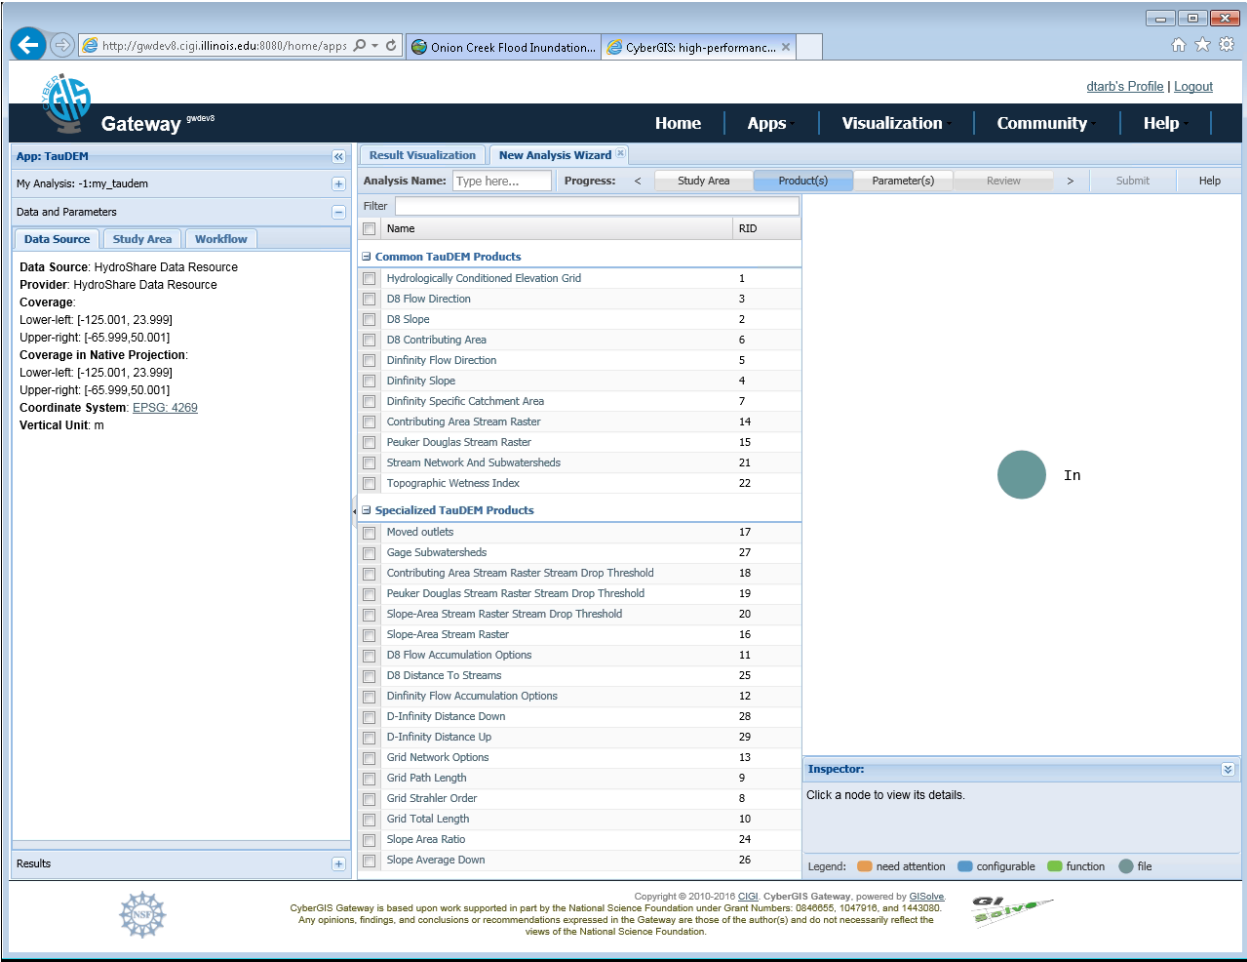 http://gwdev8.cigi.illinois.edu:8080/home/apps
Onion Creek Flood Inundation...
CyberGIS: high-performanc...
dtarb's Profile | Logout
CYBER
GIS
Gateway gwdev8
Home
Apps
Visualization
Community
Help
App: TauDEM
My Analysis: -1:my_taudem
Data and Parameters
Data Source
Study Area
Workflow
Data Source: HydroShare Data Resource
Provider: HydroShare Data Resource
Coverage:
Lower-left: [-125.001, 23.999]
Upper-right: [-65.999,50.001]
Coverage in Native Projection:
Lower-left: [-125.001, 23.999]
Upper-right: [-65.999,50.001]
Coordinate System: EPSG: 4269
Vertical Unit: m
Results
Result Visualization
New Analysis Wizard
Analysis Name: Type here... Progress: < Study Area Product(s) Parameter(s) Review > Submit Help
Filter
Name RID
Common TauDEM Products
Hydrologically Conditioned Elevation Grid 1
D8 Flow Direction 3
D8 Slope 2
D8 Contributing Area 6
Dinfinity Flow Direction 5
Dinfinity Slope 4
Dinfinity Specific Catchment Area 7
Contributing Area Stream Raster 14
Peuker Douglas Stream Raster 15
Stream Network And Subwatersheds 21
Topographic Wetness Index 22
Specialized TauDEM Products
Moved outlets 17
Gage Subwatersheds 27
Contributing Area Stream Raster Stream Drop Threshold 18
Peuker Douglas Stream Raster Stream Drop Threshold 19
Slope-Area Stream Raster Stream Drop Threshold 20
Slope-Area Stream Raster 16
D8 Flow Accumulation Options 11
D8 Distance To Streams 25
Dinfinity Flow Accumulation Options 12
D-Infinity Distance Down 28
D-Infinity Distance Up 29
Grid Network Options 13
Grid Path Length 9
Grid Strahler Order 8
Grid Total Length 10
Slope Area Ratio 24
Slope Average Down 26
In
Inspector:
Click a node to view its details.
Legend: need attention configurable function file
NSF
Copyright © 2010-2016 CIGI. CyberGIS Gateway, powered by GISolve.
CyberGIS Gateway is based upon work supported in part by the National Science Foundation under Grant Numbers: 0846655, 1047916, and 1443080.
Any opinions, findings, and conclusions or recommendations expressed in the Gateway are those of the author(s) and do not necessarily reflect the
views of the National Science Foundation.
GI
Solve